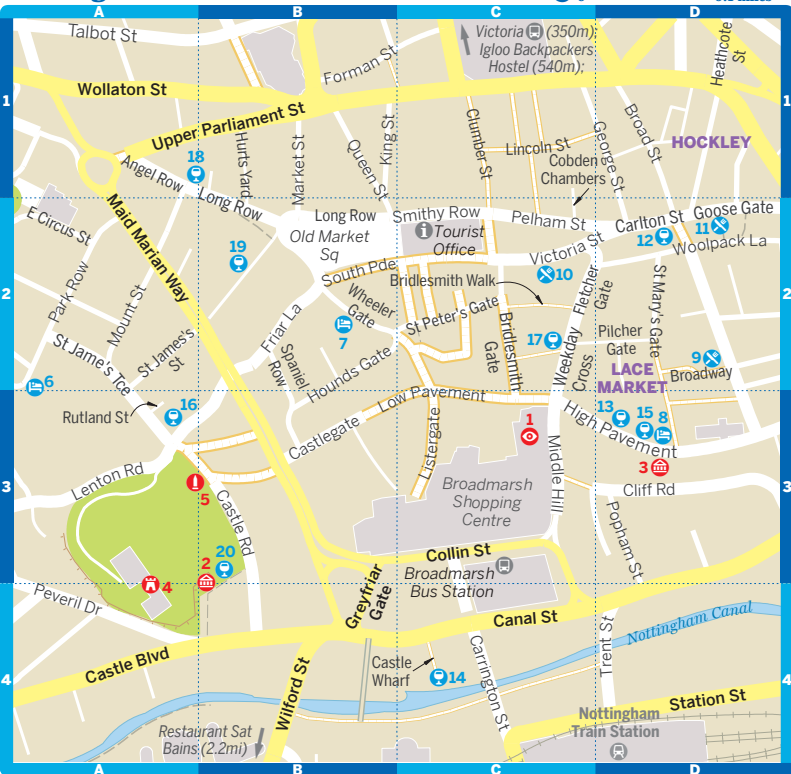 Talbot St
Forman St
Victoria (350m);
Igloo Backpackers
Hostel (540m);
Heathcote
St
1
1
Wollaton St
Upper Parliament St
HOCKLEY
Clumber St
Lincoln St
Cobden
Chambers
George St
Broad St
King St
Queen St
Market St
Hurts Yard
18
Angel Row
Long Row
Long Row
Smithy Row
Pelham St
Carlton St
Goose Gate
11
12
Woolpack La
E Circus St
Maid Marian Way
Old Market
Sq
Tourist
Office
Victoria St
10
19
South Pde
Bridlesmith Walk
Fletcher
Gate
St Mary's Gate
2
2
Park Row
Mount St
St James's
St
Friar La
Wheeler
Gate
7
St Peter's Gate
Bridlesmith
Gate
17
Weekday
Cross
Pilcher
Gate
9
LACE
MARKET
Broadway
St Jame's Tce
6
Spaniel
Row
Hounds Gate
Low Pavement
Rutland St
16
Castlegate
Listergate
1
High Pavement
13
15
8
3
Middle Hill
Cliff Rd
Lenton Rd
5
Castle Rd
Broadmarsh
Shopping
Centre
Popham St
3
3
20
2
4
Collin St
Broadmarsh
Bus Station
Peveril Dr
Greyfriar
Gate
Canal St
Nottingham Canal
Castle Blvd
Castle
Wharf
14
Carrington St
Trent St
4
4
Wilford St
Station St
Restaurant Sat
Bains (2.2mi)
Nottingham
Train Station
A
B
C
D